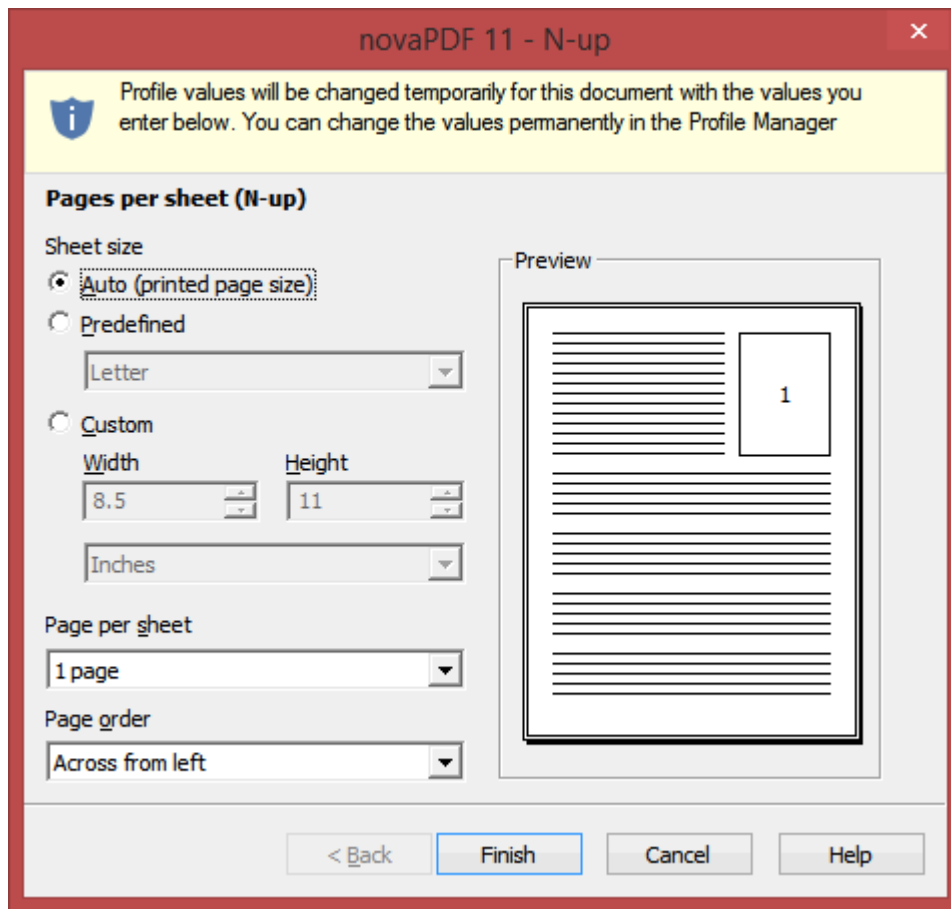 novaPDF 11 - N-up
Profile values will be changed temporarily for this document with the values you
enter below. You can change the values permanently in the Profile Manager
Pages per sheet (N-up)
Sheet size
Auto (printed page size)
Predefined
Letter
Custom
Width Height
8.5 11
Inches
Page per sheet
1 page
Page order
Across from left
Preview
1
< Back Finish Cancel Help